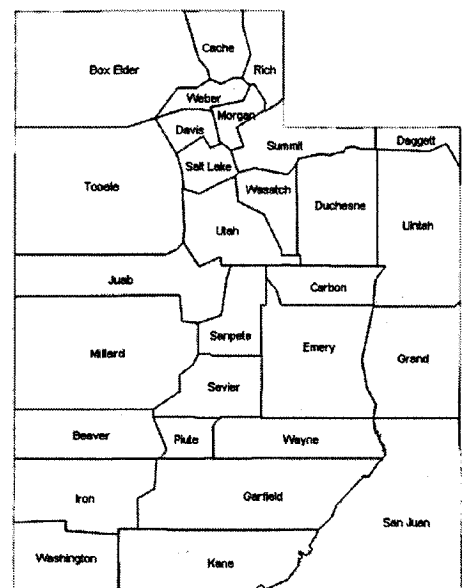 Cache
Box Elder
Rich
Weber
Morgan
Davis
Summit
Daggett
Salt Lake
Tooele
Wasatch
Duchesne
Uintah
Utah
Juab
Carbon
Sanpete
Emery
Millard
Grand
Sevier
Beaver
Piute
Wayne
Iron
Garfield
San Juan
Washington
Kane